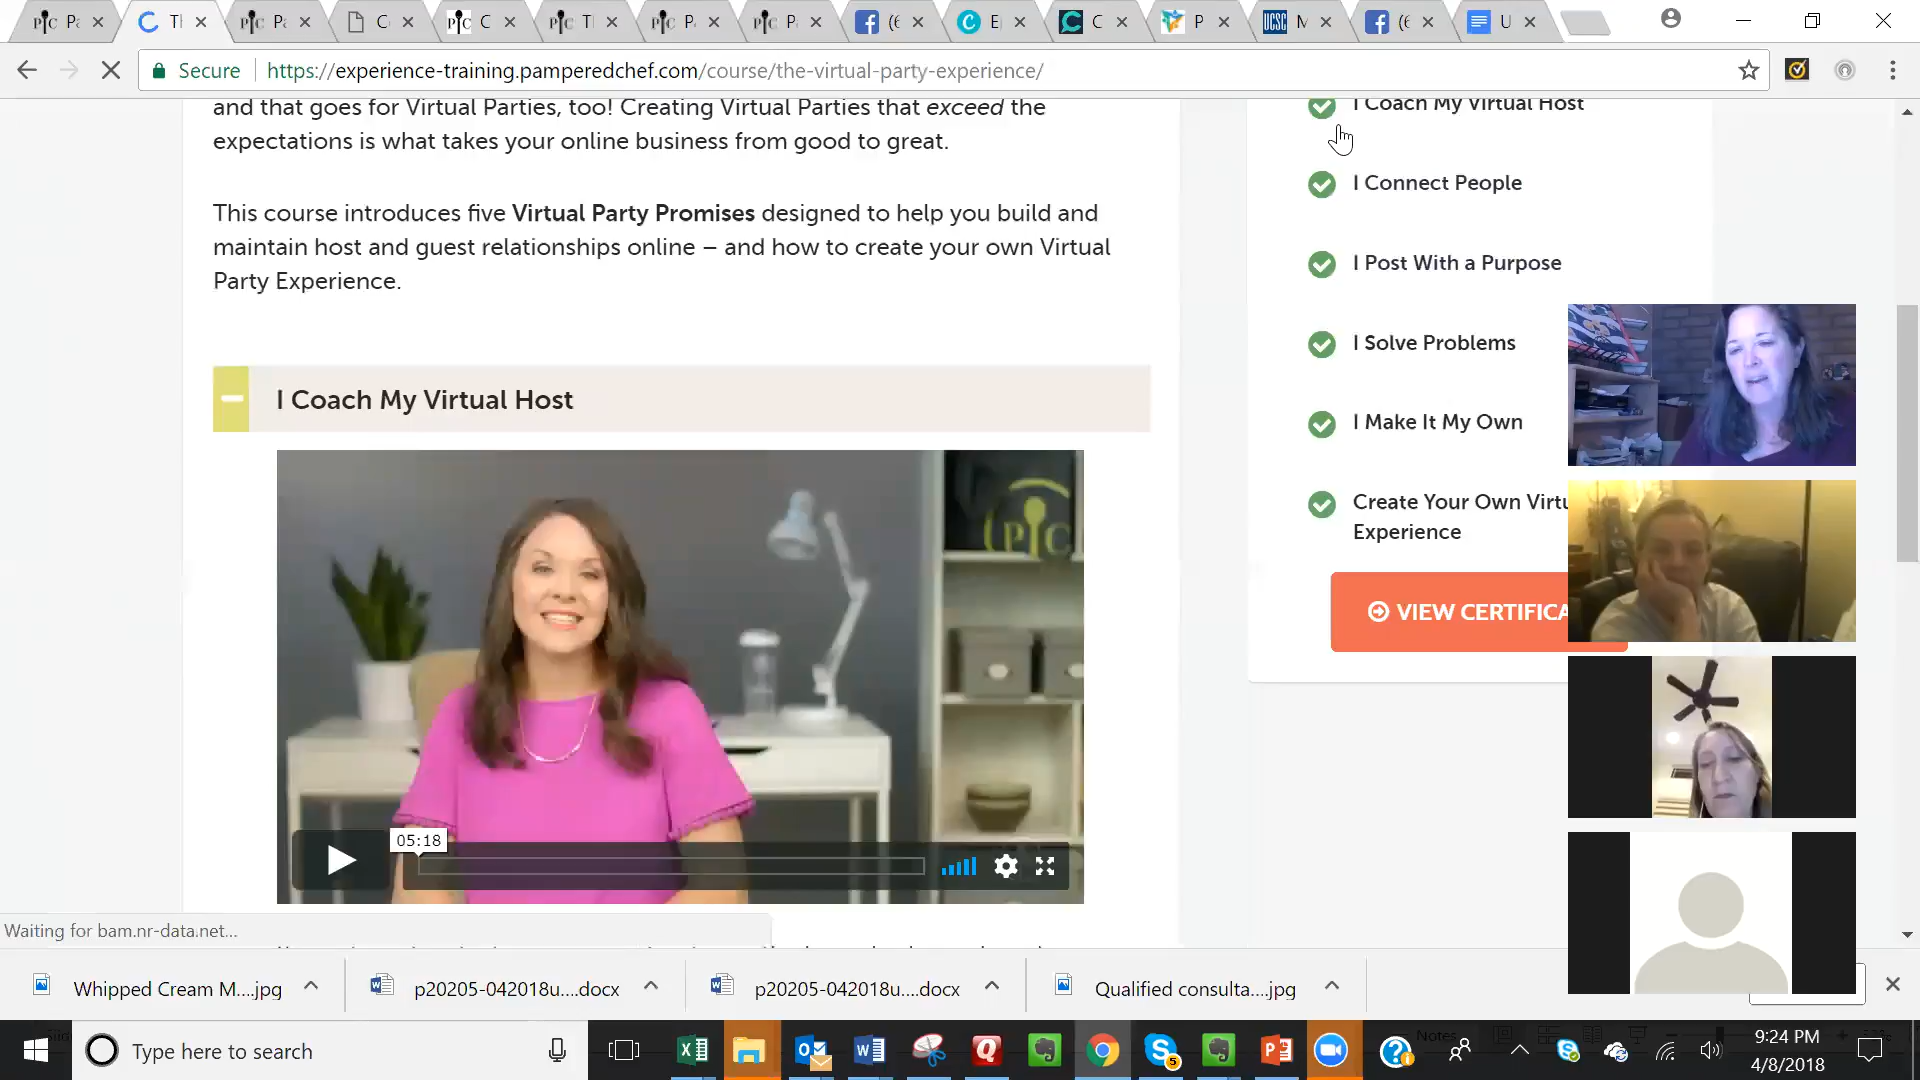 Secure
https://experience-training.pamperedchef.com/course/the-virtual-party-experience/
and that goes for Virtual Parties, too! Creating Virtual Parties that exceed the
expectations is what takes your online business from good to great.
This course introduces five Virtual Party Promises designed to help you build and
maintain host and guest relationships online – and how to create your own Virtual
Party Experience.
I Coach My Virtual Host
05:18
I Coach My Virtual Host
I Connect People
I Post With a Purpose
I Solve Problems
I Make It My Own
Create Your Own
Experience
VIEW
Waiting for bam.nr-data.net...
Whipped Cream M....jpg
p20205-042018u....docx
p20205-042018u....docx
Qualified consulta....jpg
Type here to search
9:24 PM
4/8/2018